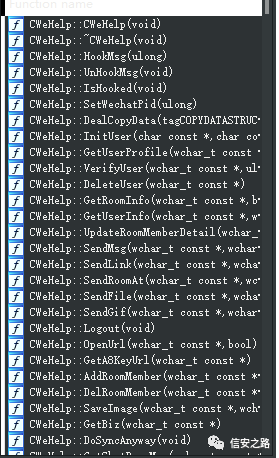 Function name
f CWeHelp::CWeHelp(void)
f CWeHelp::~CWeHelp(void)
f CWeHelp::HookMsg(ulong)
f CWeHelp::UnHookMsg(void)
f CWeHelp::IsHooked(void)
f CWeHelp::SetWechatPid(ulong)
f CWeHelp::DealCopyData(tagCOPYDATASTRUC
f CWeHelp::InitUser(char const *,char co
f CWeHelp::GetUserProfile(wchar_t const
f CWeHelp::VerifyUser(wchar_t const *,ul
f CWeHelp::DeleteUser(wchar_t const *)
f CWeHelp::GetRoomInfo(wchar_t const *,b
f CWeHelp::GetUserInfo(wchar_t const *,w
f CWeHelp::UpdateRoomMemberDetail(wchar_
f CWeHelp::SendMsg(wchar_t const *,wchar
f CWeHelp::SendLink(wchar_t const *,wcha
f CWeHelp::SendRoomAt(wchar_t const *,wc
f CWeHelp::SendFile(wchar_t const *,wcha
f CWeHelp::SendGif(wchar_t const *,wchar
f CWeHelp::Logout(void)
f CWeHelp::OpenUrl(wchar_t const *,bool)
f CWeHelp::GetA8KeyUrl(wchar_t const *)
f CWeHelp::AddRoomMember(wchar_t const *
f CWeHelp::DelRoomMember(wchar_t const *
f CWeHelp::SaveImage(wchar_t const *,wch
f CWeHelp::GetBiz(wchar_t const *)
f CWeHelp::DoSyncAnyway(void)
信安之路